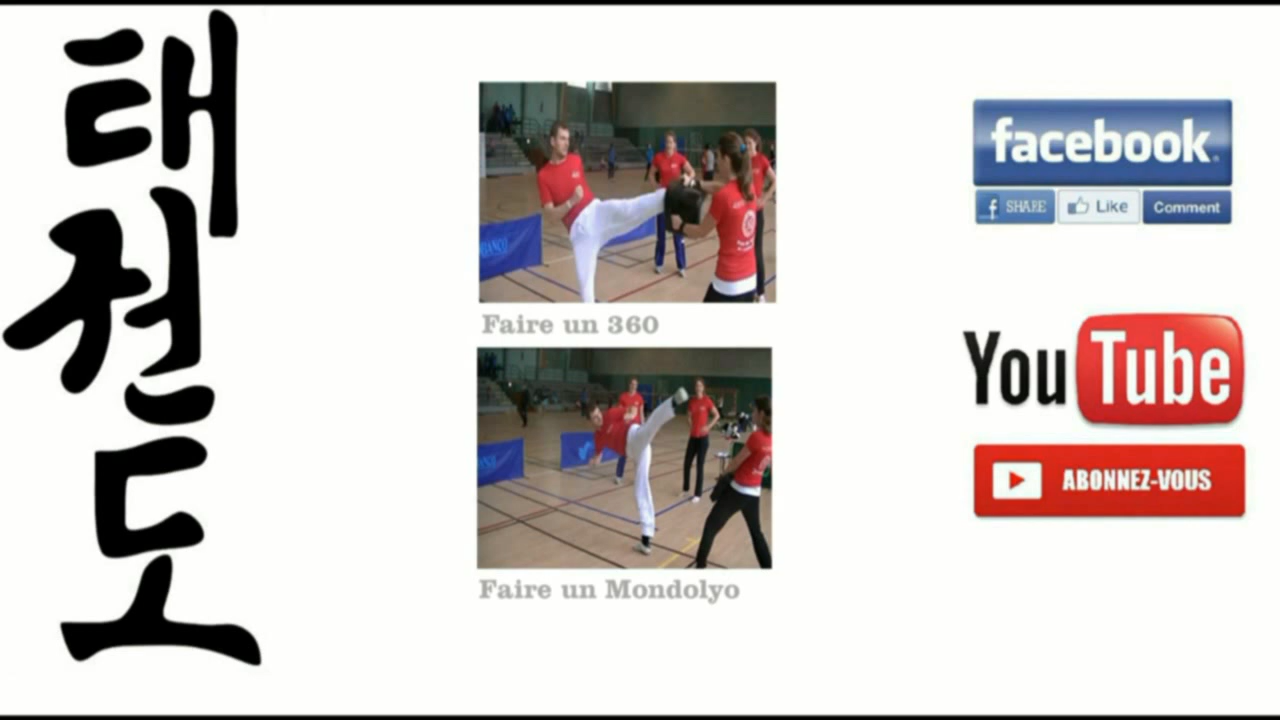 태권도
Faire un 360
Faire un Mondolyo
facebook
f SHARE Like Comment
YouTube
ABONNEZ-VOUS